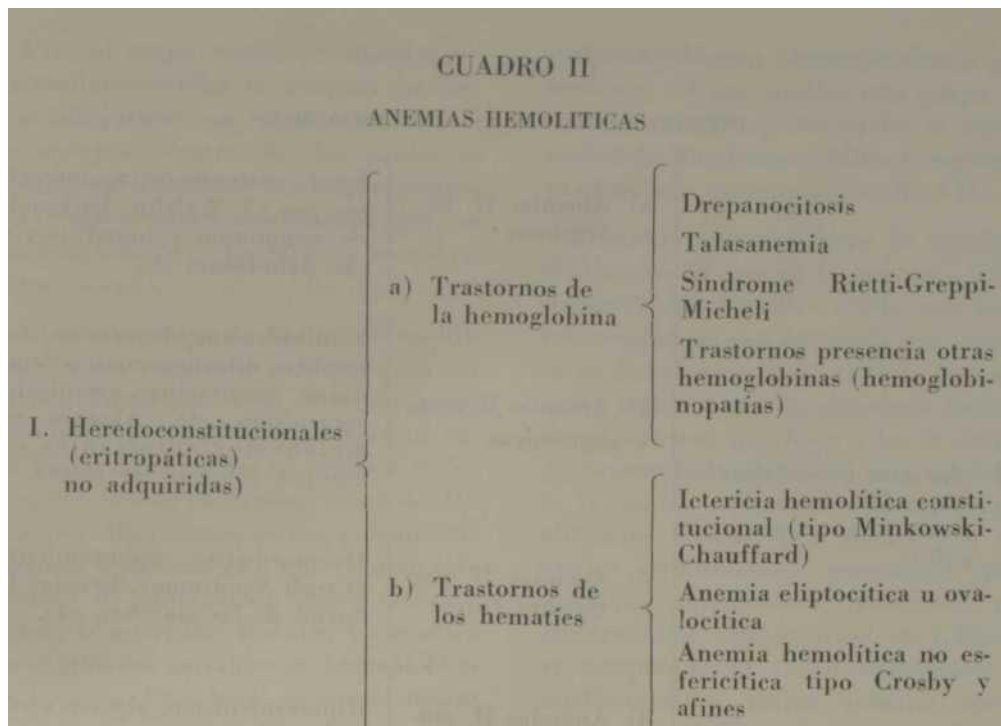 CUADRO II
ANEMIAS HEMOLITICAS
I. Heredoconstitucionales
(eritropáticas)
no adquiridas)
a) Trastornos de
la hemoglobina
Drepanocitosis
Talasanemia
Síndrome Rietti-Greppi-
Micheli
Trastornos presencia otras
hemoglobinas (hemoglobi-
nopatías)
b) Trastornos de
los hematíes
Ictericia hemolítica consti-
tucional (tipo Minkowski-
Chauffard)
Anemia eliptocítica u ova-
locítica
Anemia hemolítica no es-
fericítica tipo Crosby y
afines